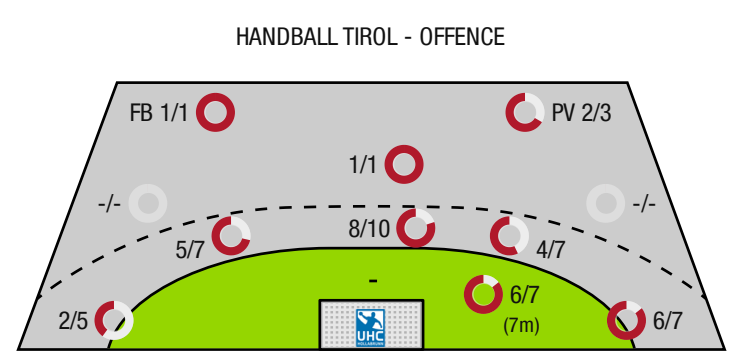 HANDBALL TIROL - OFFENCE
FB 1/1
PV 2/3
1/1
-/-
-/-
5/7
8/10
4/7
-
6/7
(7m)
2/5
6/7
UHC
HOLLABRUNN